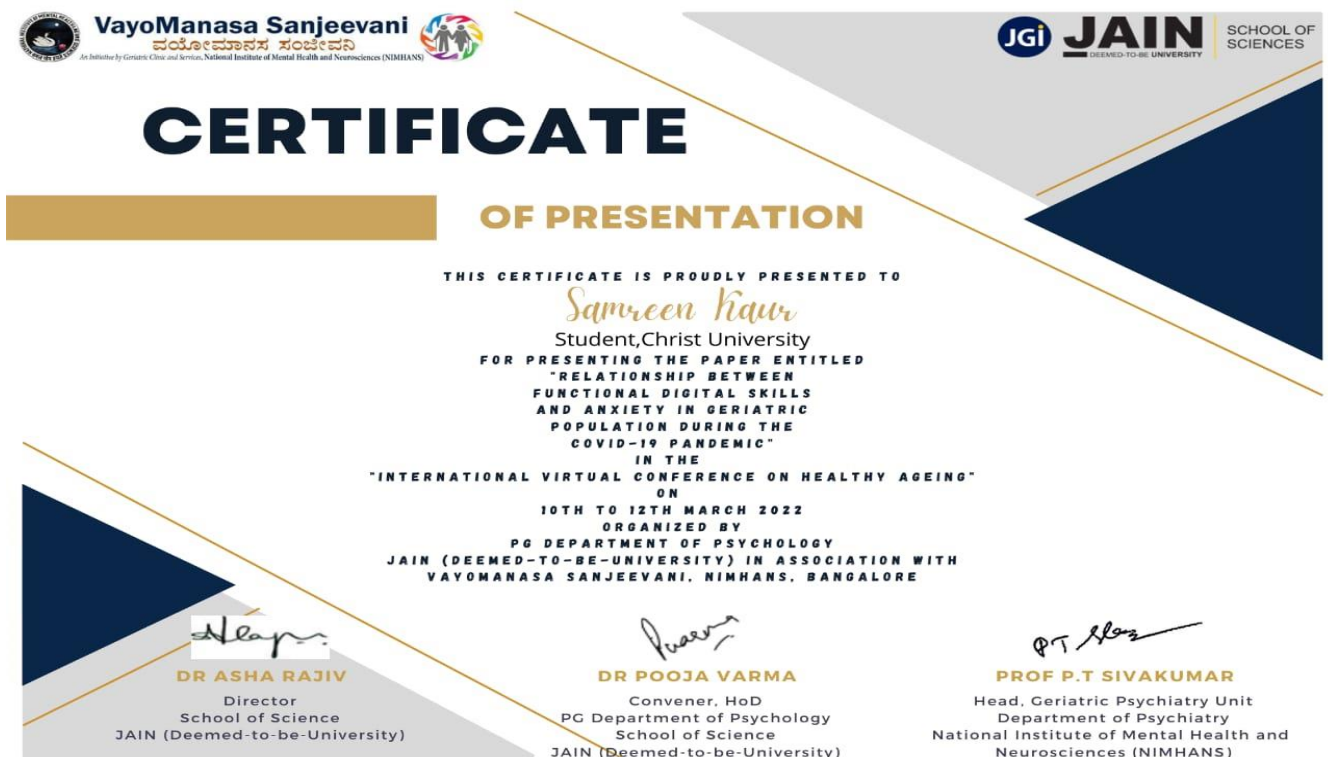 VayoManasa Sanjeevani
ವಯೋಮಾನಸ ಸಂಜೀವನಿ
An Initiative by Geriatric Clinic and Services, National Institute of Mental Health and Neurosciences (NIMHANS)
JGi JAIN
DEEMED-TO-BE UNIVERSITY
SCHOOL OF
SCIENCES
CERTIFICATE
OF PRESENTATION
THIS CERTIFICATE IS PROUDLY PRESENTED TO
Samreen Kaur
Student,Christ University
FOR PRESENTING THE PAPER ENTITLED
"RELATIONSHIP BETWEEN
FUNCTIONAL DIGITAL SKILLS
AND ANXIETY IN GERIATRIC
POPULATION DURING THE
COVID-19 PANDEMIC"
IN THE
"INTERNATIONAL VIRTUAL CONFERENCE ON HEALTHY AGEING"
ON
10TH TO 12TH MARCH 2022
ORGANIZED BY
PG DEPARTMENT OF PSYCHOLOGY
JAIN (DEEMED-TO-BE-UNIVERSITY) IN ASSOCIATION WITH
VAYOMANASA SANJEEVANI, NIMHANS, BANGALORE
DR ASHA RAJIV
Director
School of Science
JAIN (Deemed-to-be-University)
DR POOJA VARMA
Convener, HoD
PG Department of Psychology
School of Science
JAIN (Deemed-to-be-University)
PROF P.T SIVAKUMAR
Head, Geriatric Psychiatry Unit
Department of Psychiatry
National Institute of Mental Health and
Neurosciences (NIMHANS)